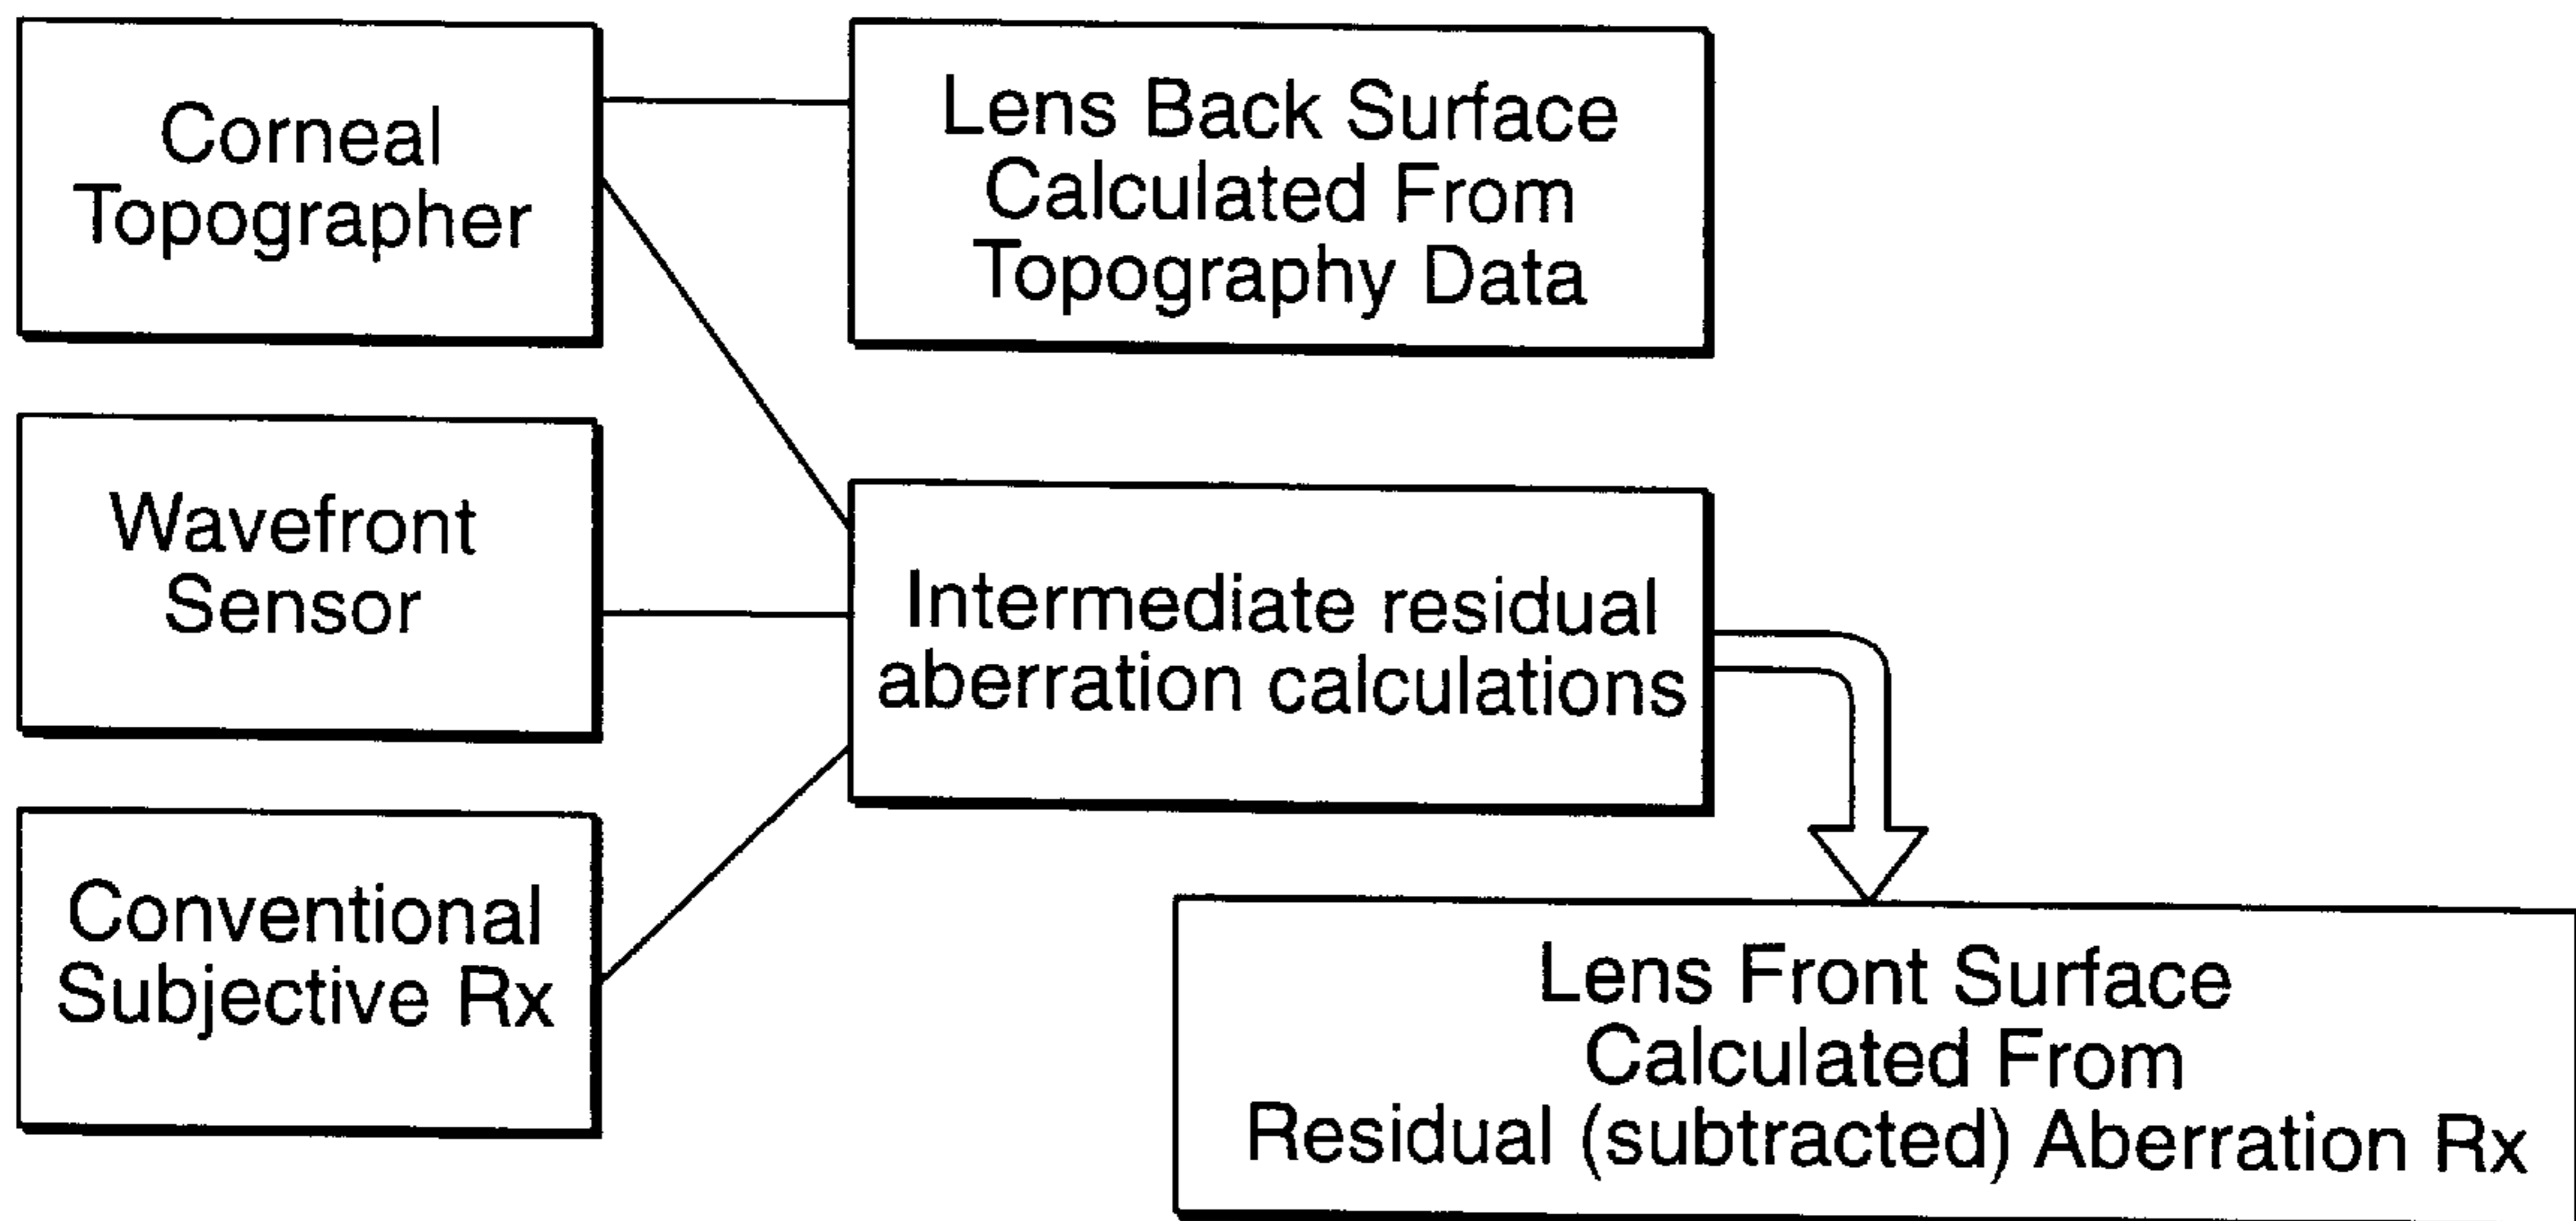 Corneal
Topographer
Lens Back Surface
Calculated From
Topography Data
Wavefront
Sensor
Intermediate residual
aberration calculations
Conventional
Subjective Rx
Lens Front Surface
Calculated From
Residual (subtracted) Aberration Rx